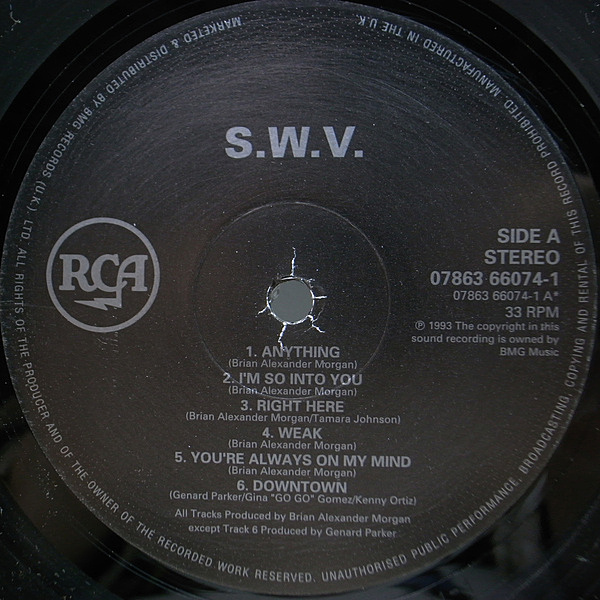 S.W.V.
RCA
SIDE A
STEREO
07863 66074-1
07863 66074-1 A*
33 RPM
℗ 1993 The copyright in this
sound recording is owned by
BMG Music
1. ANYTHING
(Brian Alexander Morgan)
2. I'M SO INTO YOU
(Brian Alexander Morgan)
3. RIGHT HERE
(Brian Alexander Morgan/Tamara Johnson)
4. WEAK
(Brian Alexander Morgan)
5. YOU'RE ALWAYS ON MY MIND
(Brian Alexander Morgan)
6. DOWNTOWN
(Genard Parker/Gina "GO GO" Gomez/Kenny Ortiz)
All Tracks Produced by Brian Alexander Morgan
except Track 6 Produced by Genard Parker
MARKETED & DISTRIBUTED BY BMG RECORDS (U.K.), LTD. ALL RIGHTS OF THE PRODUCER AND OF THE OWNER OF THE RECORDED WORK RESERVED. UNAUTHORISED PUBLIC PERFORMANCE, BROADCASTING, COPYING AND RENTAL OF THIS RECORD PROHIBITED. MANUFACTURED IN THE U.K.